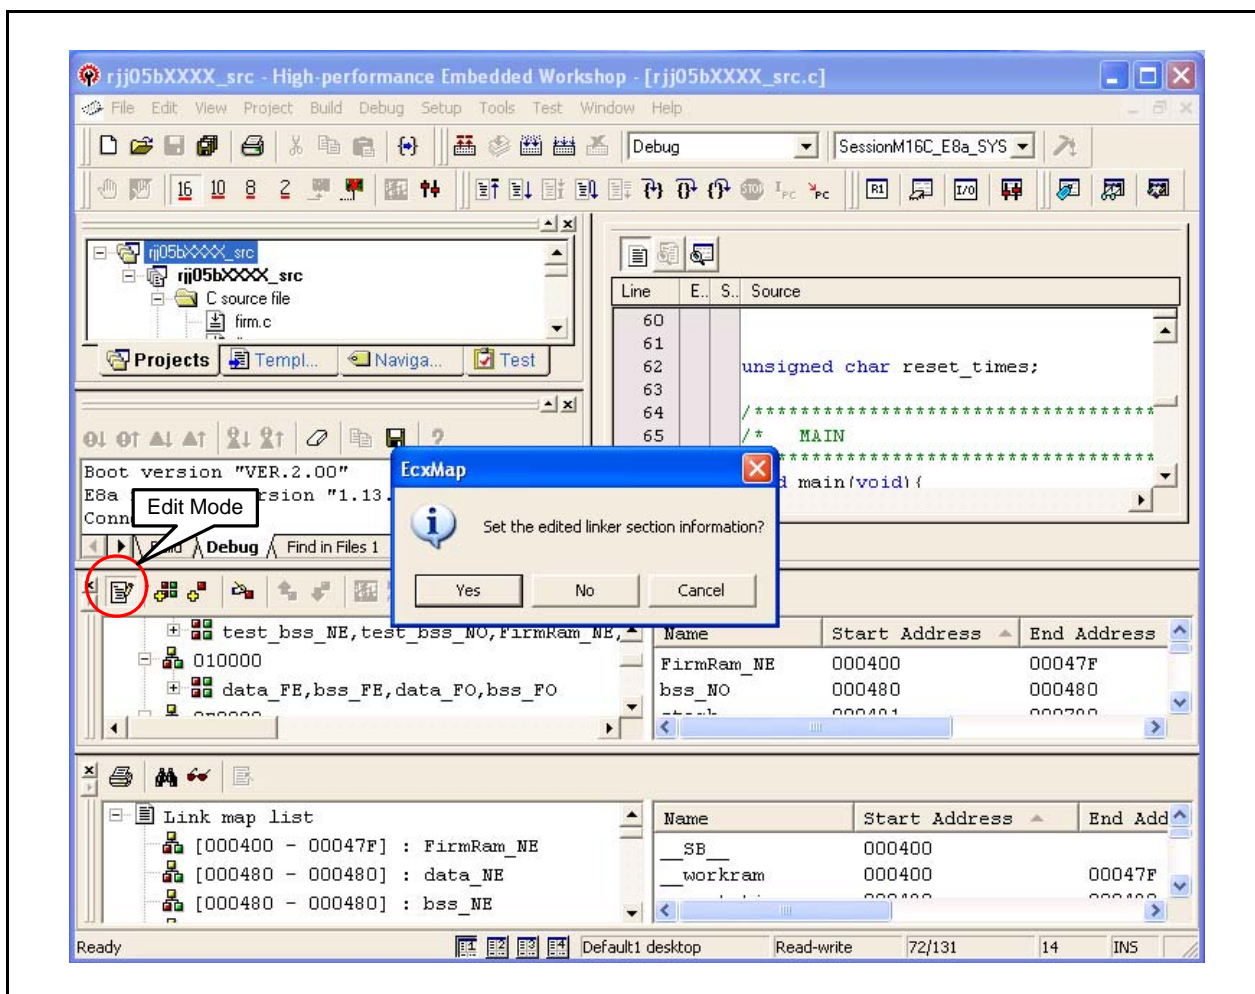 rjj05bXXXX_src - High-performance Embedded Workshop - [rjj05bXXXX_src.c]
File Edit View Project Build Debug Setup Tools Test Window Help
Debug SessionM16C_E8a_SYS
16 10 8 2
rjj05bXXXX_src
rjj05bXXXX_src
C source file
firm.c
Projects Templ... Naviga... Test
Line E.. S.. Source
60
61
62 unsigned char reset_times;
63
64 /***********************************
65 /* MAIN
main(void){
Boot version "VER.2.00"
E8a rsion "1.13.
Conn
Edit Mode
Debug Find in Files 1
EcxMap
Set the edited linker section information?
Yes No Cancel
test_bss_NE,test_bss_NO,FirmRam_NE,
010000
data_FE,bss_FE,data_FO,bss_FO
Name Start Address End Address
FirmRam_NE 000400 00047F
bss_NO 000480 000480
Link map list
[000400 - 00047F] : FirmRam_NE
[000480 - 000480] : data_NE
[000480 - 000480] : bss_NE
Name Start Address End Add
__SB__ 000400
__workram 000400 00047F
Ready Default1 desktop Read-write 72/131 14 INS